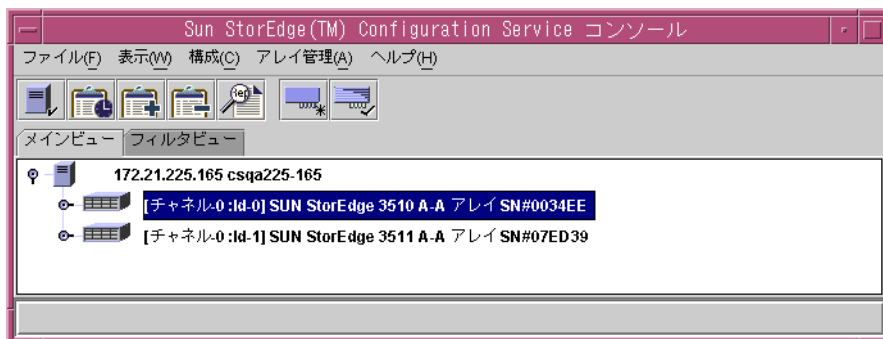 Sun StorEdge(TM) Configuration Service コンソール
ファイル(F) 表示(W) 構成(C) アレイ管理(A) ヘルプ(H)
メインビュー フィルタビュー
172.21.225.165 csqa225-165
[チャネル-0 :Id-0] SUN StorEdge 3510 A-A アレイ SN#0034EE
[チャネル-0 :Id-1] SUN StorEdge 3511 A-A アレイ SN#07ED39